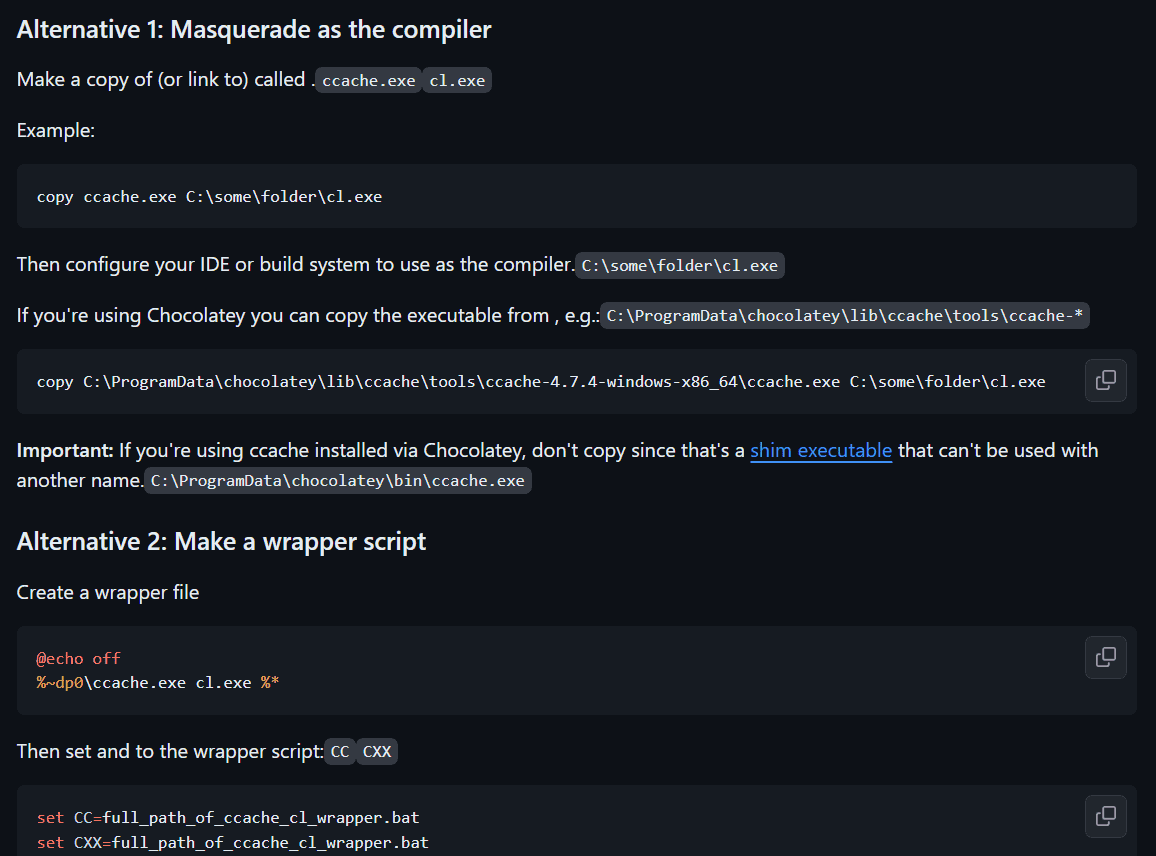 Alternative 1: Masquerade as the compiler
Make a copy of (or link to) called . ccache.exe cl.exe
Example:
copy ccache.exe C:\some\folder\cl.exe
Then configure your IDE or build system to use as the compiler. C:\some\folder\cl.exe
If you're using Chocolatey you can copy the executable from , e.g.: C:\ProgramData\chocolatey\lib\ccache\tools\ccache-*
copy C:\ProgramData\chocolatey\lib\ccache\tools\ccache-4.7.4-windows-x86_64\ccache.exe C:\some\folder\cl.exe
Important: If you're using ccache installed via Chocolatey, don't copy since that's a shim executable that can't be used with
another name. C:\ProgramData\chocolatey\bin\ccache.exe
Alternative 2: Make a wrapper script
Create a wrapper file
@echo off
%~dp0\ccache.exe cl.exe %*
Then set and to the wrapper script: CC CXX
set CC=full_path_of_ccache_cl_wrapper.bat
set CXX=full_path_of_ccache_cl_wrapper.bat